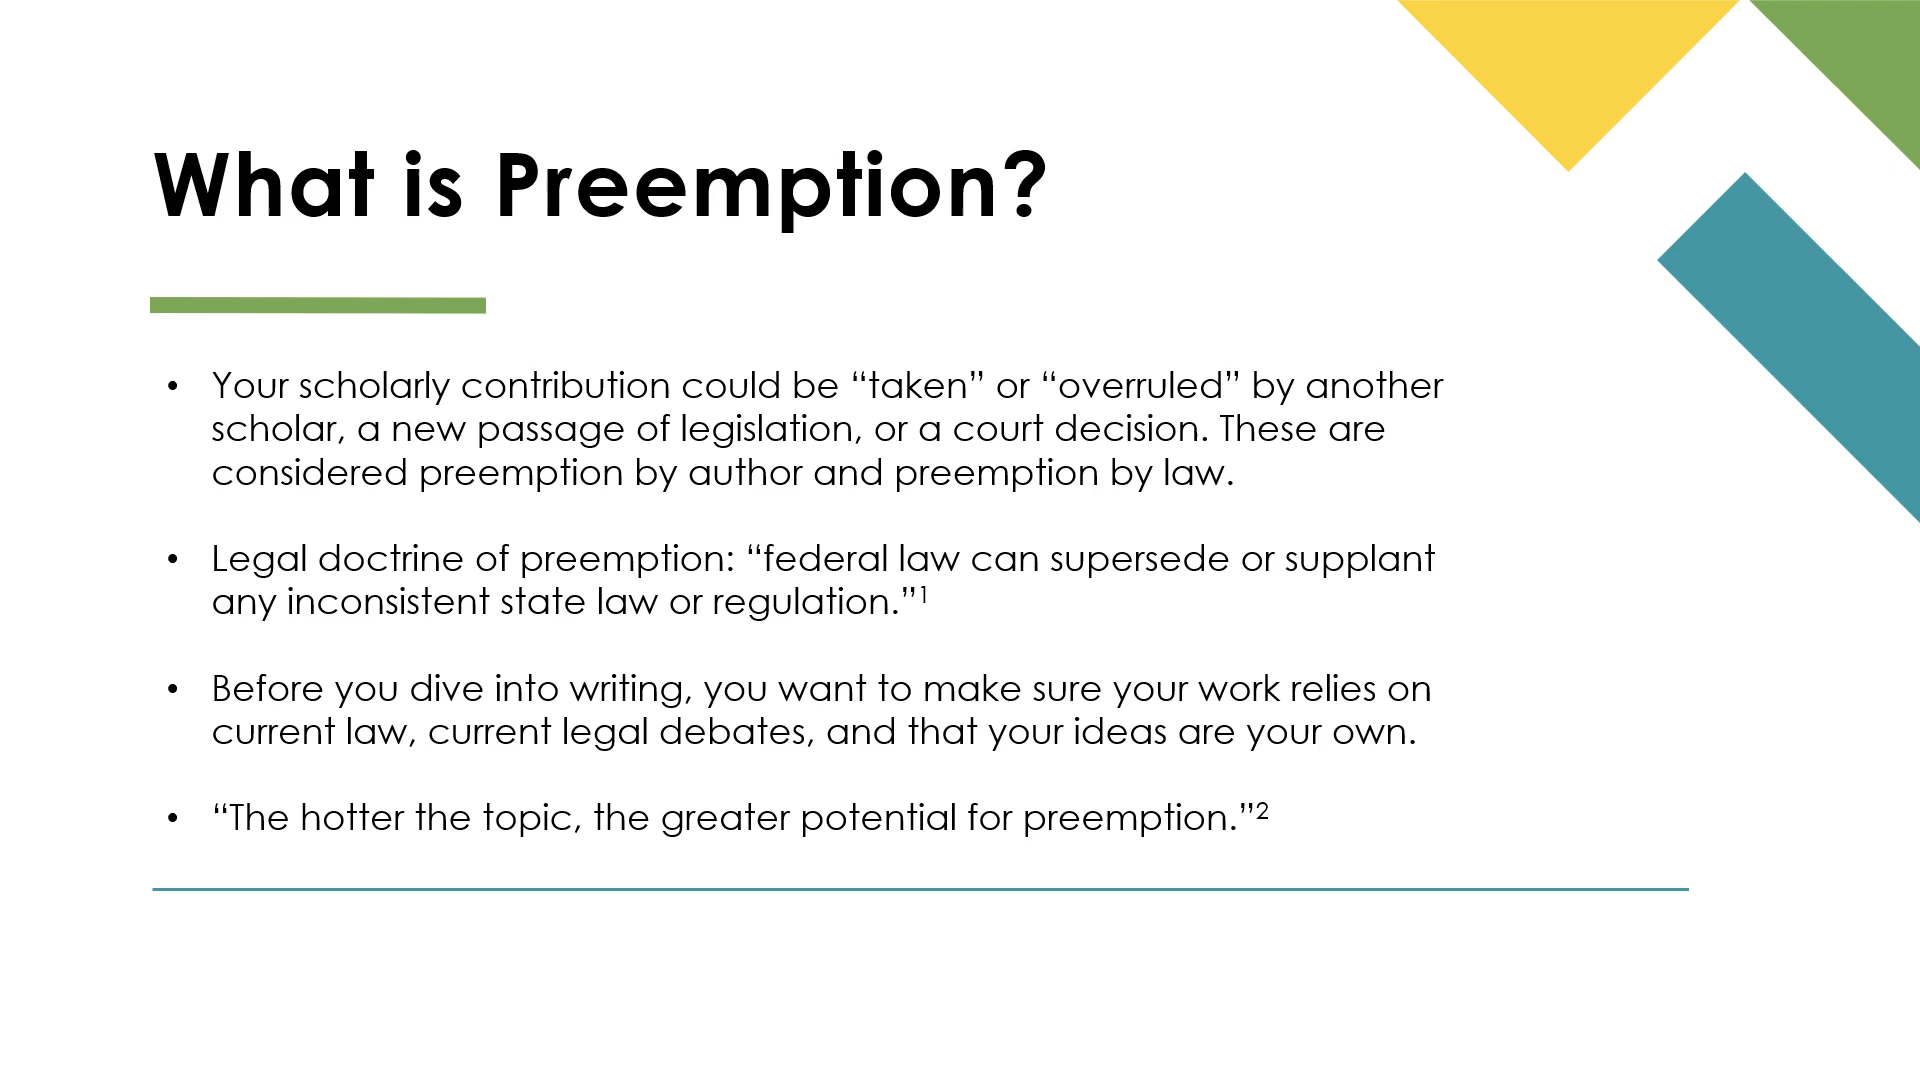 What is Preemption?
• Your scholarly contribution could be “taken” or “overruled” by another
scholar, a new passage of legislation, or a court decision. These are
considered preemption by author and preemption by law.
• Legal doctrine of preemption: “federal law can supersede or supplant
any inconsistent state law or regulation.”¹
• Before you dive into writing, you want to make sure your work relies on
current law, current legal debates, and that your ideas are your own.
• “The hotter the topic, the greater potential for preemption.”²